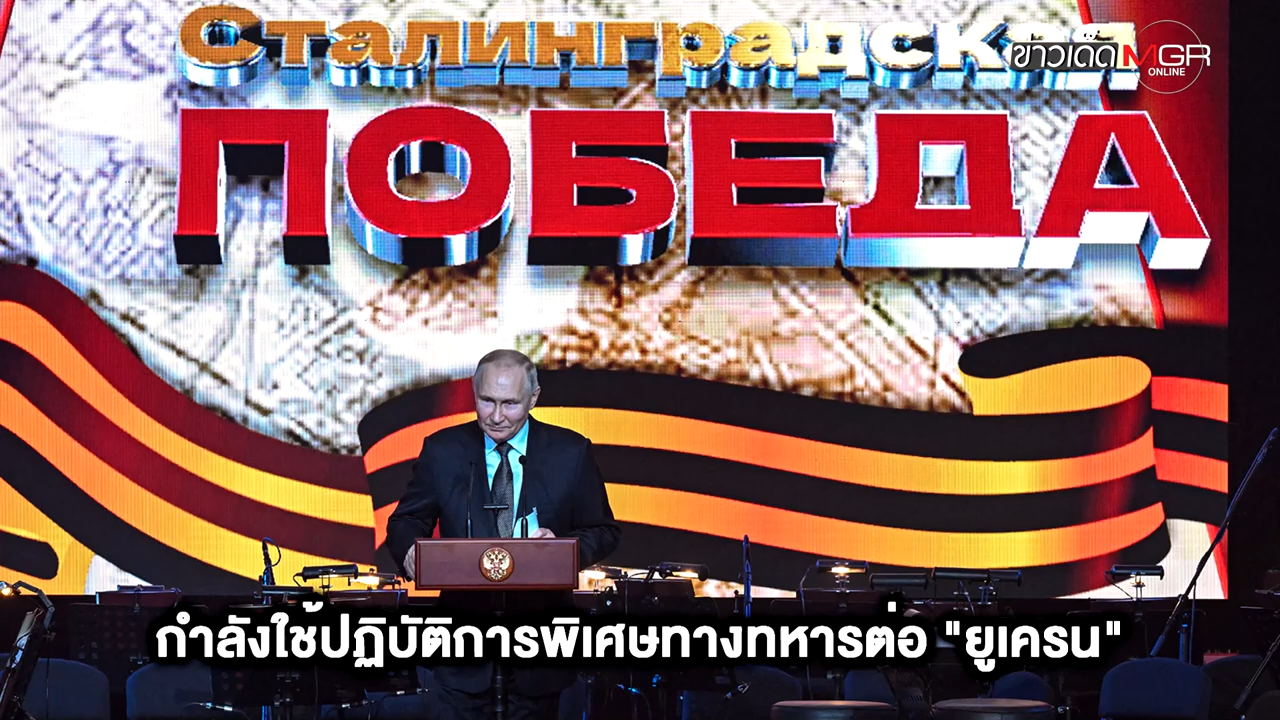 Сталинградская
ข่าวเด็ด MGR
ONLINE
ПОБЕДА
กำลังใช้ปฏิบัติการพิเศษทางทหารต่อ "ยูเครน"